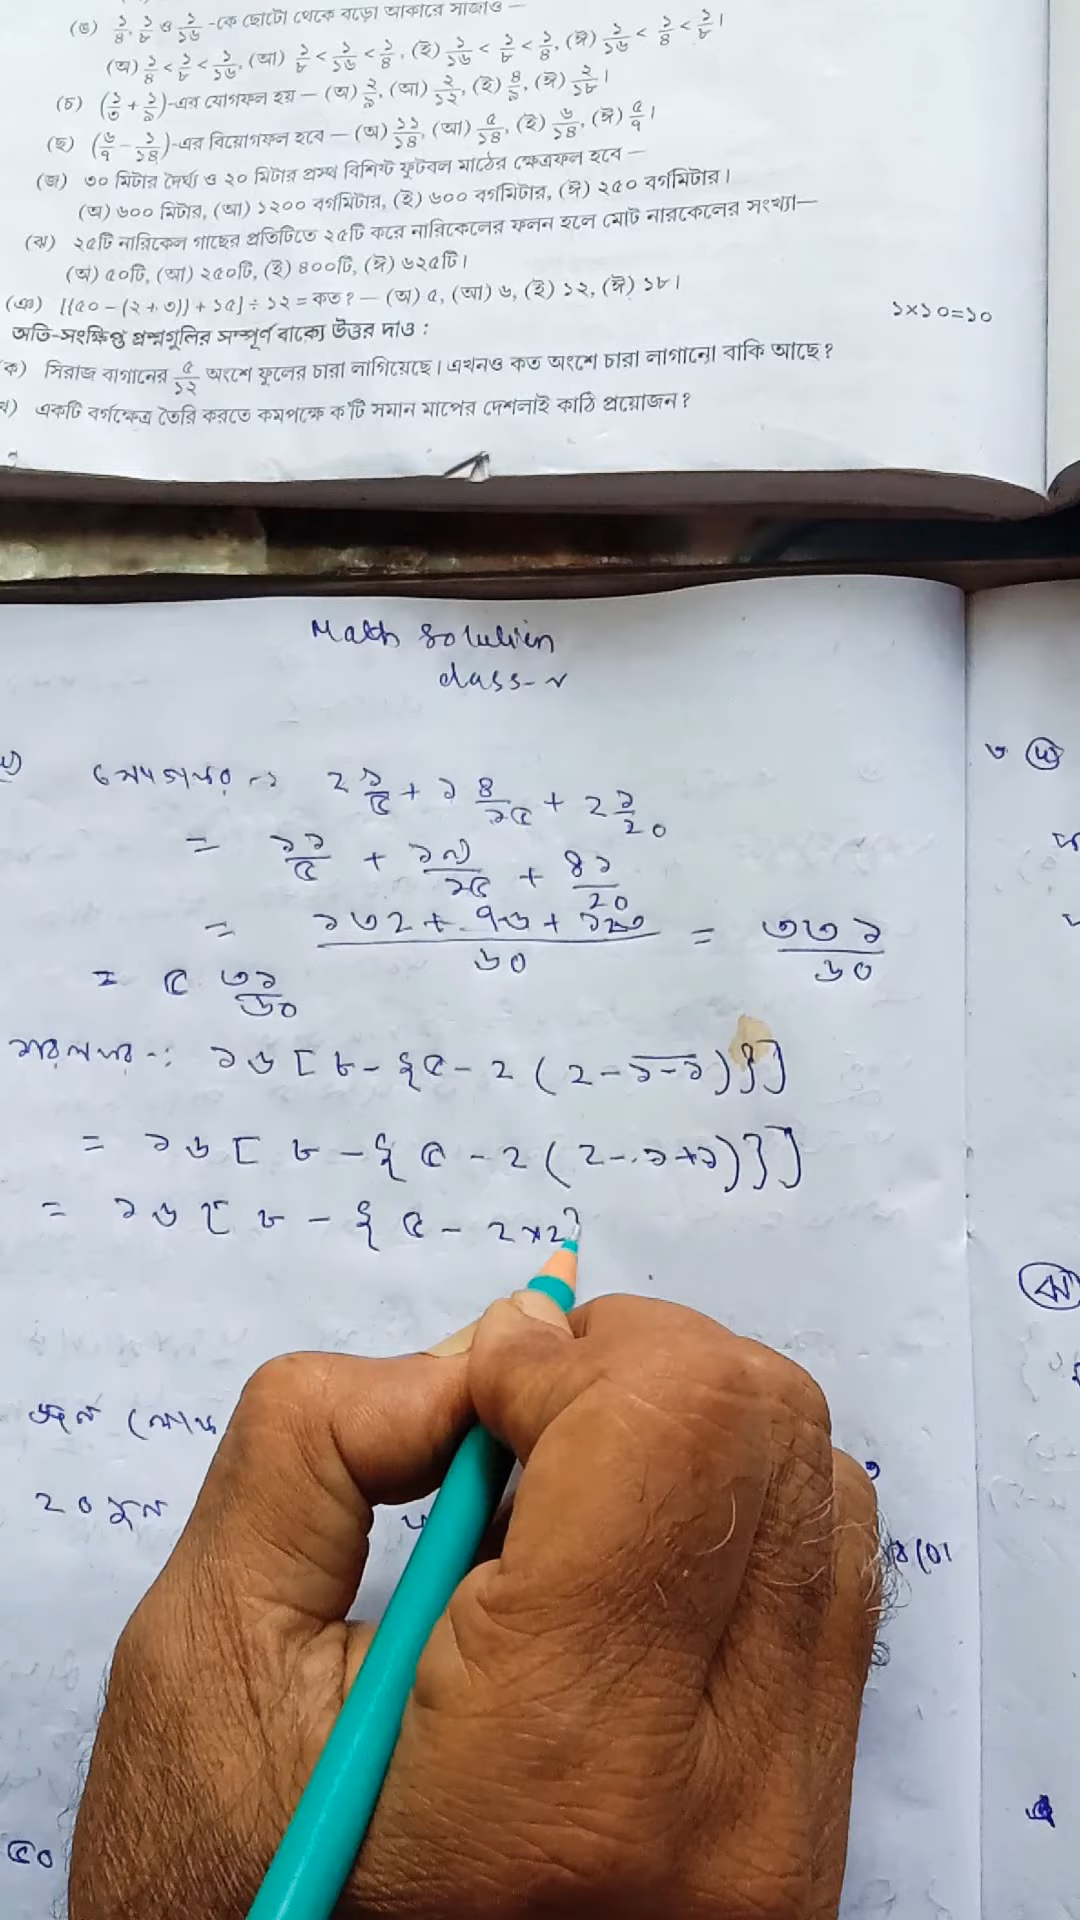 (ঙ) ১/৪, ১/৮ ও ১/১৬ -কে ছোটো থেকে বড়ো আকারে সাজাও —
(অ) ১/৪ < ১/৮ < ১/১৬, (আ) ১/৮ < ১/১৬ < ১/৪, (ই) ১/১৬ < ১/৮ < ১/৪, (ঈ) ১/১৬ < ১/৪ < ১/৮।
(চ) (১/৩ + ১/৯)-এর যোগফল হয় — (অ) ২/৯, (আ) ২/১২, (ই) ৪/৯, (ঈ) ২/১৮।
(ছ) (৬/৭ − ১/১৪)-এর বিয়োগফল হবে — (অ) ১১/১৪, (আ) ৫/১৪, (ই) ৬/১৪, (ঈ) ৫/৭।
(জ) ৩০ মিটার দৈর্ঘ্য ও ২০ মিটার প্রস্থ বিশিষ্ট ফুটবল মাঠের ক্ষেত্রফল হবে —
(অ) ৬০০ মিটার, (আ) ১২০০ বর্গমিটার, (ই) ৬০০ বর্গমিটার, (ঈ) ২৫০ বর্গমিটার।
(ঝ) ২৫টি নারিকেল গাছের প্রতিটিতে ২৫টি করে নারিকেলের ফলন হলে মোট নারকেলের সংখ্যা—
(অ) ৫০টি, (আ) ২৫০টি, (ই) ৪০০টি, (ঈ) ৬২৫টি।
(ঞ) [{৫০ − (২ + ৩)} + ১৫] ÷ ১২ = কত? — (অ) ৫, (আ) ৬, (ই) ১২, (ঈ) ১৮।
অতি-সংক্ষিপ্ত প্রশ্নগুলির সম্পূর্ণ বাক্যে উত্তর দাও : ১×১০=১০
ক) সিরাজ বাগানের ৫/১২ অংশে ফুলের চারা লাগিয়েছে। এখনও কত অংশে চারা লাগানো বাকি আছে?
খ) একটি বর্গক্ষেত্র তৈরি করতে কমপক্ষে ক'টি সমান মাপের দেশলাই কাঠি প্রয়োজন?
Math Solution
class-v
২ ১/৫ + ১ ৪/১৫ + ২ ১/২০
= ১১/৫ + ১৯/১৫ + ৪১/২০
= ১৩২ + ৭৬ + ১২৩/৬০ = ৩৩১/৬০
= ৫ ৩১/৬০
সরলকর :- ১৬ [ ৮ - { ৫ - ২ ( ২ - ১-১ ) } ]
= ১৬ [ ৮ - { ৫ - ২ ( ২ - ১+১ ) } ]
= ১৬ [ ৮ - { ৫ - ২×২ }
২০
৫০